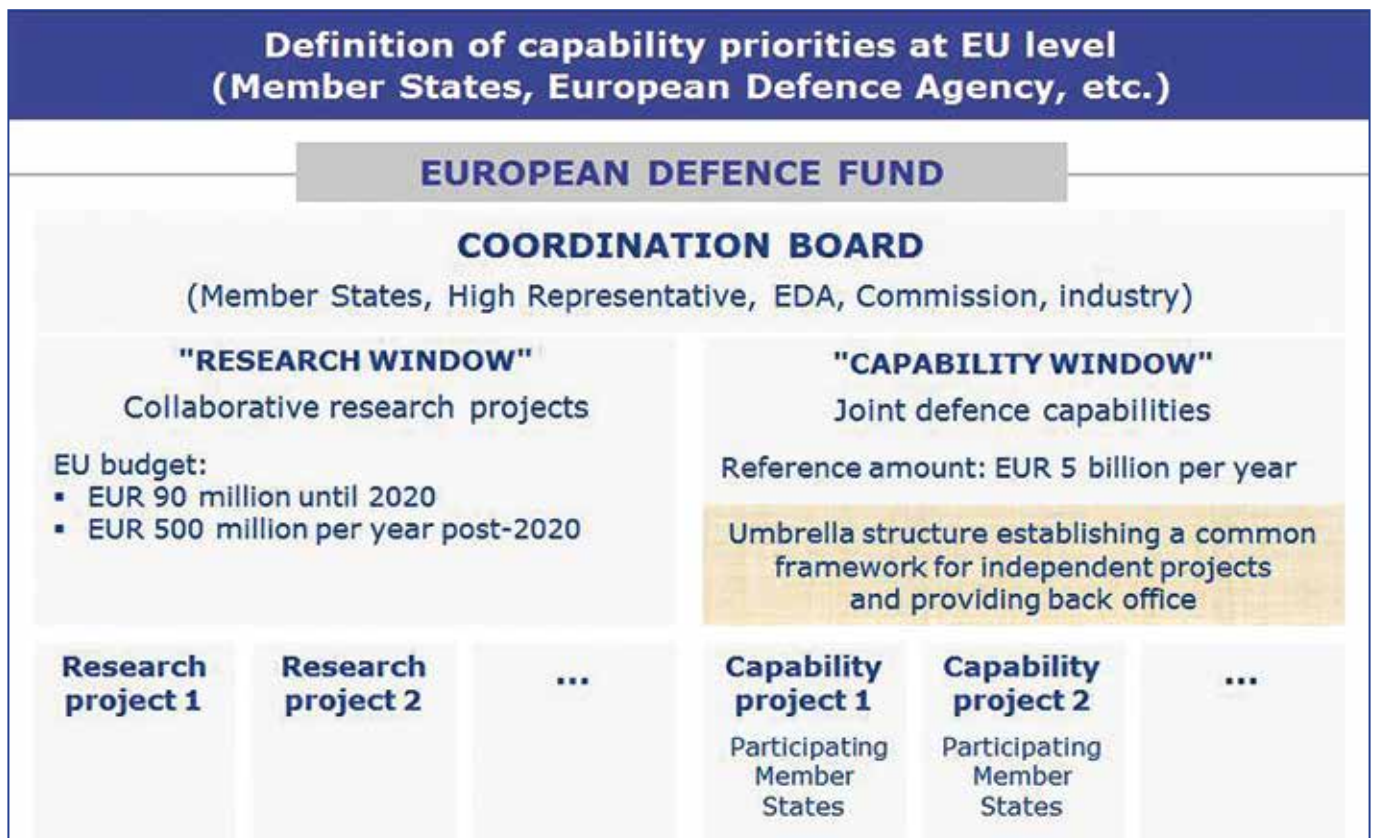 Definition of capability priorities at EU level
(Member States, European Defence Agency, etc.)
EUROPEAN DEFENCE FUND
COORDINATION BOARD
(Member States, High Representative, EDA, Commission, industry)
"RESEARCH WINDOW"
Collaborative research projects
EU budget:
▪ EUR 90 million until 2020
▪ EUR 500 million per year post-2020
"CAPABILITY WINDOW"
Joint defence capabilities
Reference amount: EUR 5 billion per year
Umbrella structure establishing a common
framework for independent projects
and providing back office
Research
project 1
Research
project 2
...
Capability
project 1
Participating
Member
States
Capability
project 2
Participating
Member
States
...